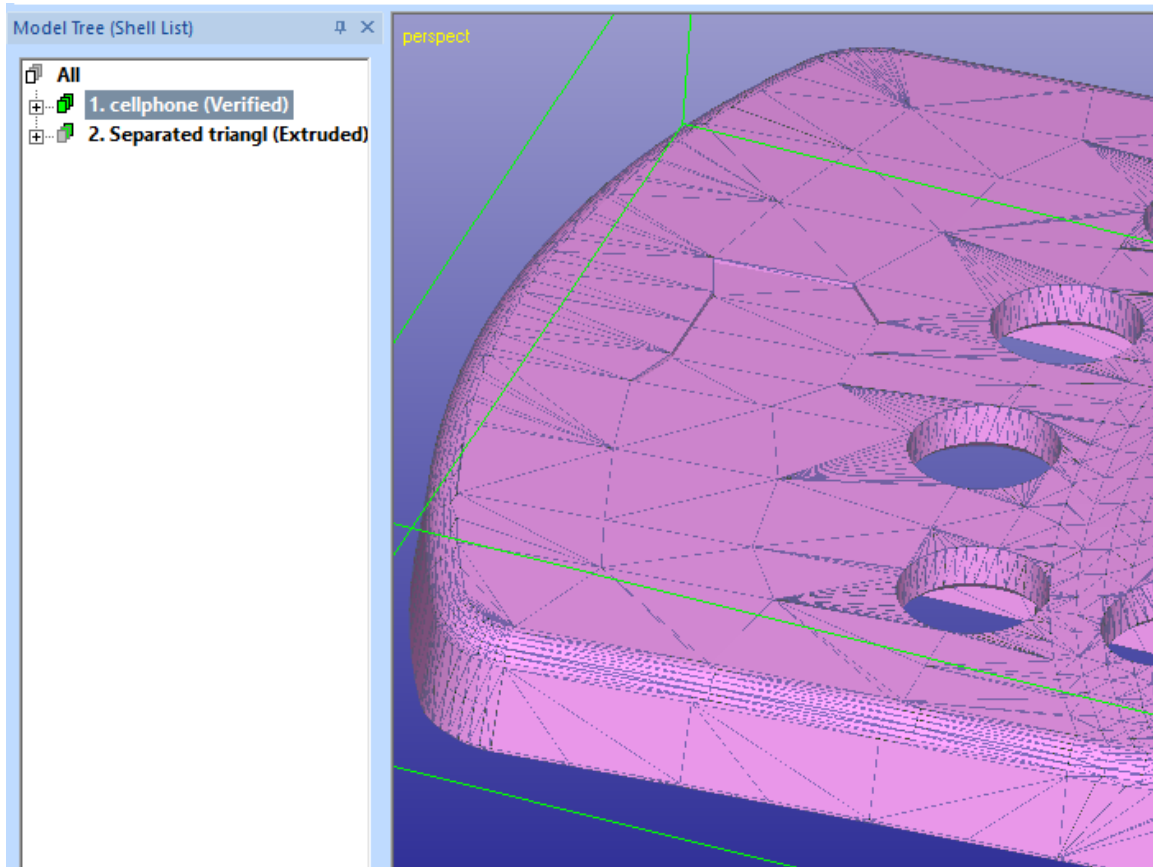 Model Tree (Shell List)
All
1. cellphone (Verified)
2. Separated triangl (Extruded)
perspect